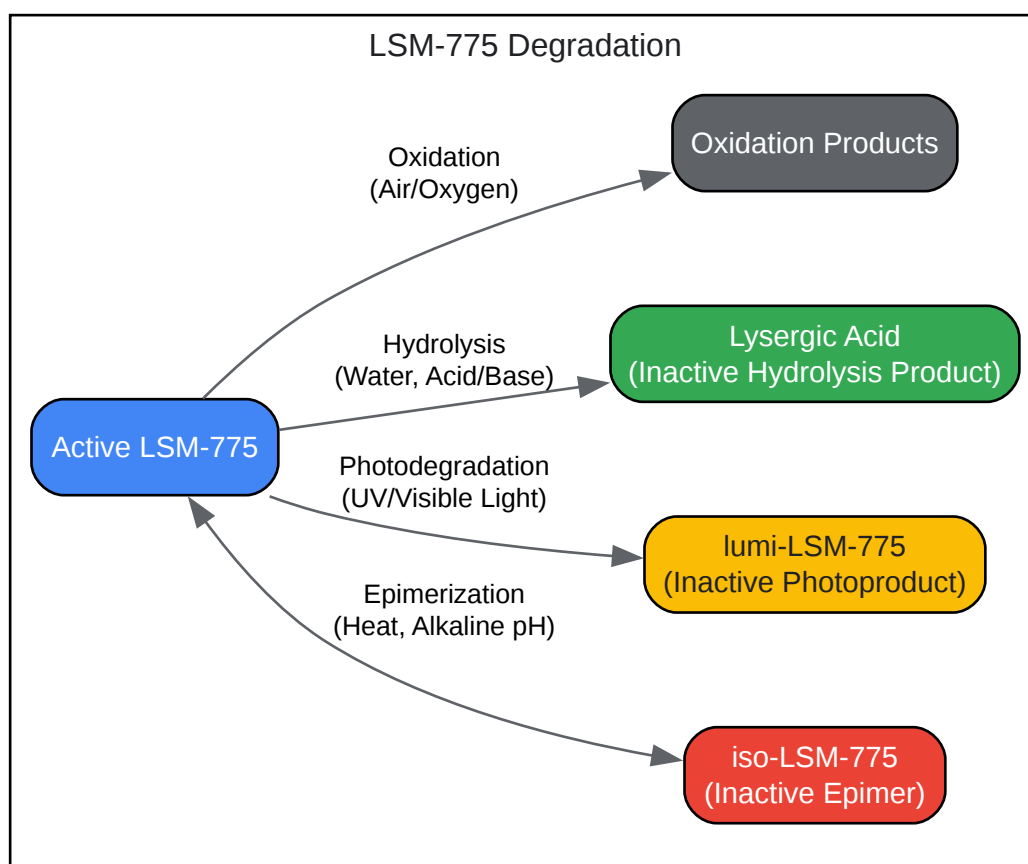 LSM-775 Degradation
Oxidation Products
Oxidation
(Air/Oxygen)
Lysergic Acid
(Inactive Hydrolysis Product)
Hydrolysis
(Water, Acid/Base)
Active LSM-775
Photodegradation
(UV/Visible Light)
lumi-LSM-775
(Inactive Photoproduct)
Epimerization
(Heat, Alkaline pH)
iso-LSM-775
(Inactive Epimer)